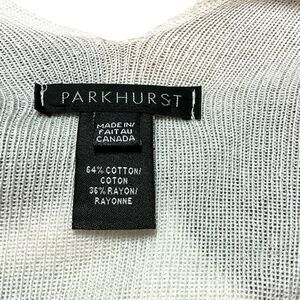 PARKHURST
MADE IN/
FAIT AU
CANADA
64% COTTON/
COTON
36% RAYON/
RAYONNE